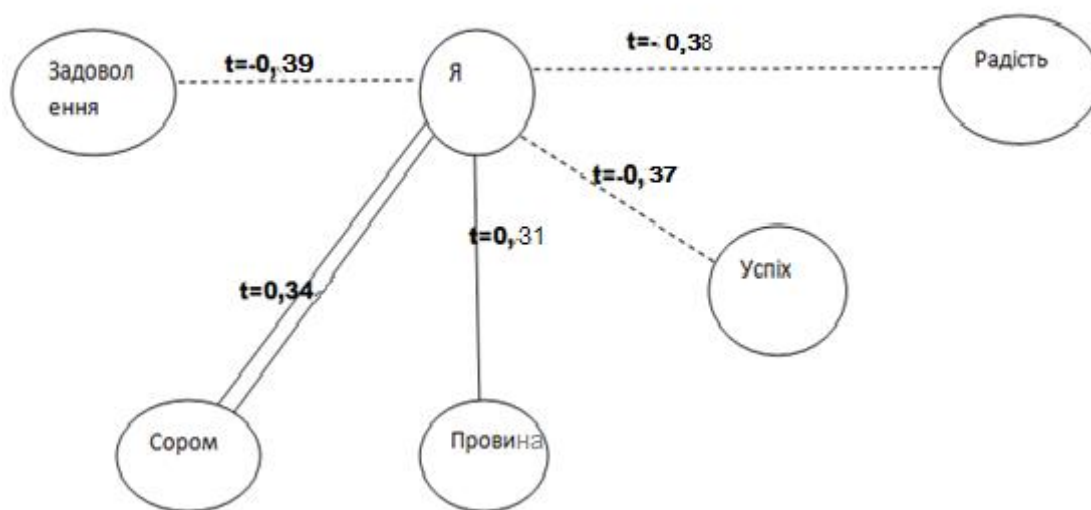 t=- 0,38
Задовол
ення
t=-0, 39
Я
Радість
t=-0, 37
t=0, 31
Успіх
t=0,34
Сором
Провина